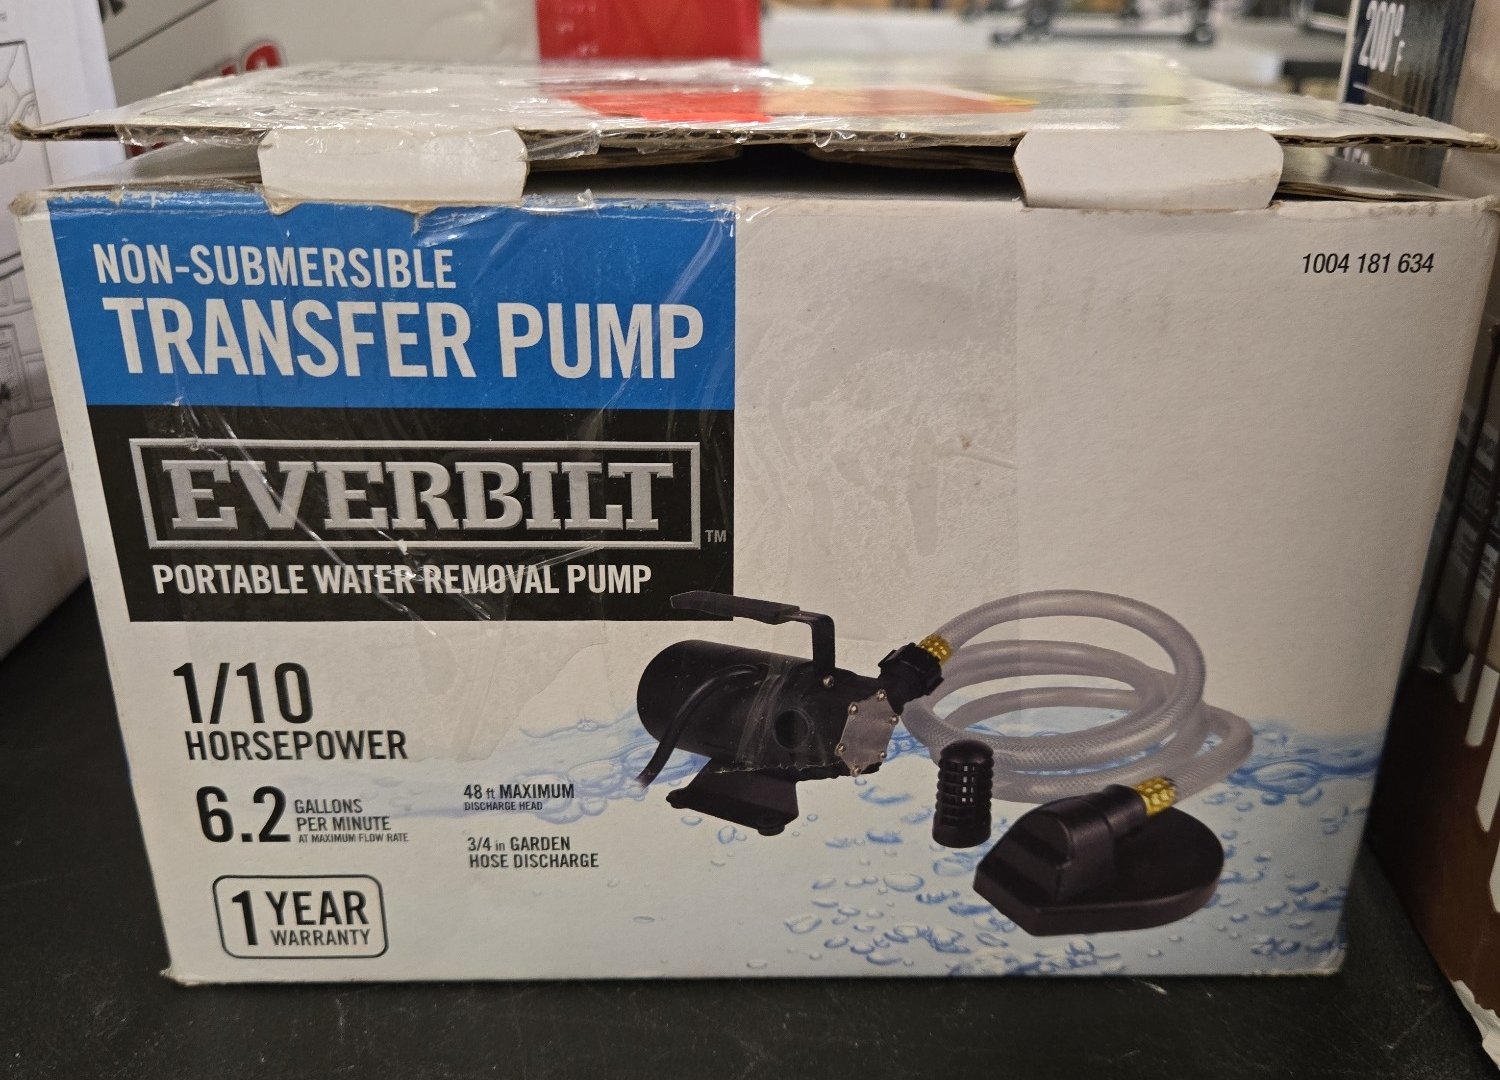 200°F
NON-SUBMERSIBLE
TRANSFER PUMP
1004 181 634
EVERBILT™
PORTABLE WATER REMOVAL PUMP
1/10
HORSEPOWER
6.2 GALLONS
PER MINUTE
AT MAXIMUM FLOW RATE
48 ft MAXIMUM
DISCHARGE HEAD
3/4 in GARDEN
HOSE DISCHARGE
1 YEAR
WARRANTY